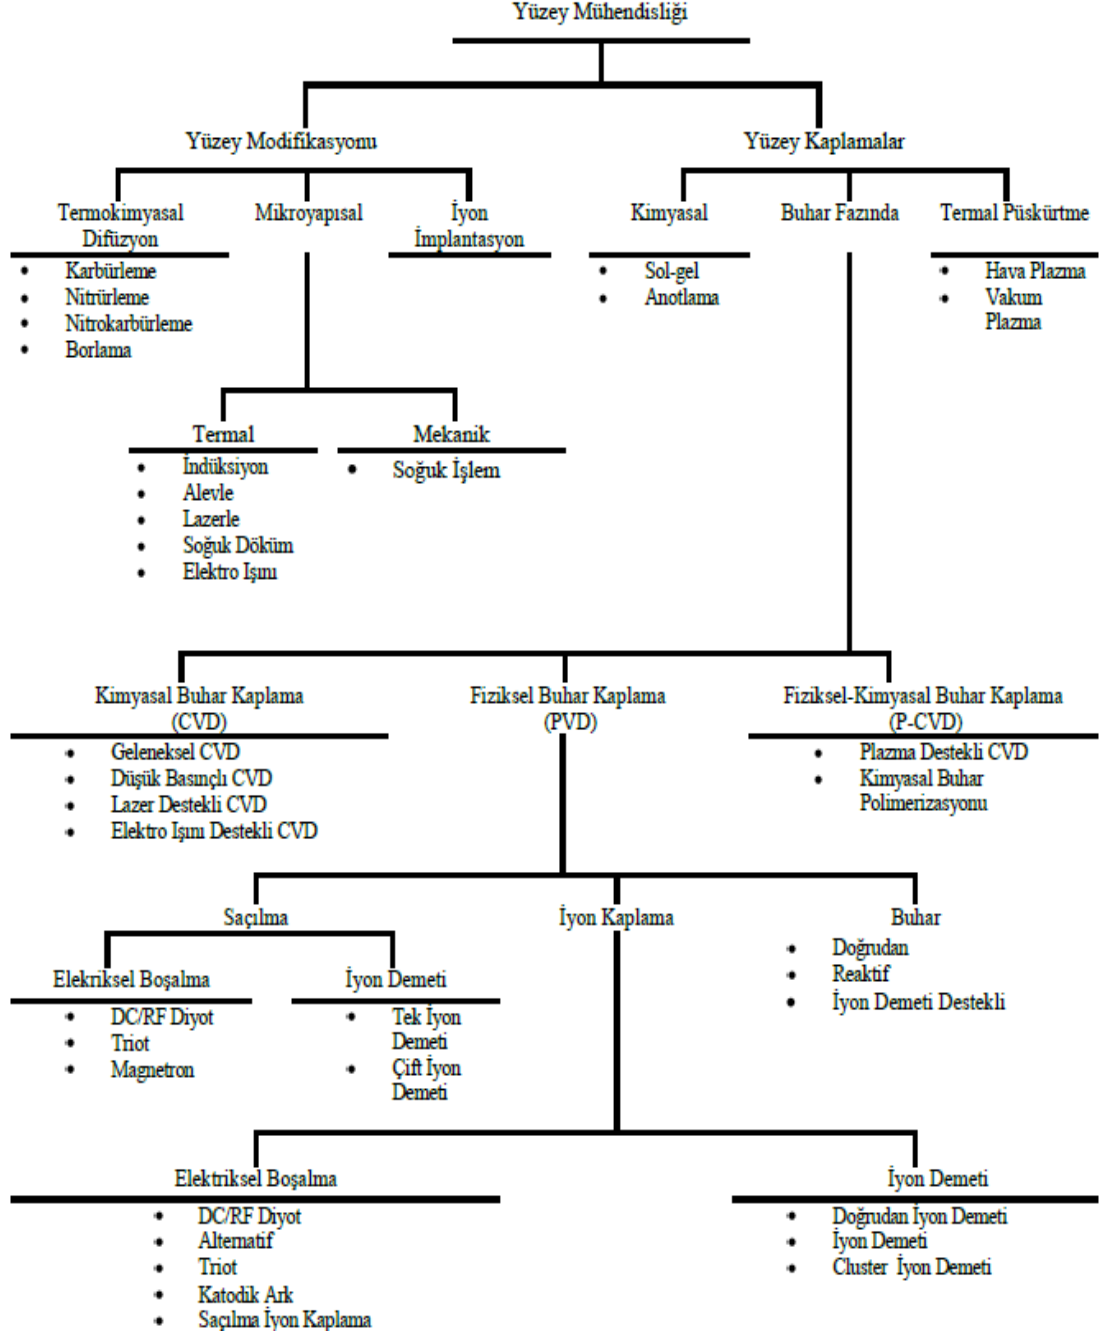 Yüzey Mühendisliği
Yüzey Modifikasyonu
Yüzey Kaplamalar
Termokimyasal
Difüzyon
Mikroyapısal
İyon
İmplantasyon
Kimyasal
Buhar Fazında
Termal Püskürtme
• Karbürleme
• Nitrürleme
• Nitrokarbürleme
• Borlama
• Sol-gel
• Anotlama
• Hava Plazma
• Vakum
Plazma
Termal
• İndüksiyon
• Alevle
• Lazerle
• Soğuk Döküm
• Elektro Işını
Mekanik
• Soğuk İşlem
Kimyasal Buhar Kaplama
(CVD)
• Geleneksel CVD
• Düşük Basınçlı CVD
• Lazer Destekli CVD
• Elektro Işını Destekli CVD
Fiziksel Buhar Kaplama
(PVD)
Fiziksel-Kimyasal Buhar Kaplama
(P-CVD)
• Plazma Destekli CVD
• Kimyasal Buhar
Polimerizasyonu
Saçılma
İyon Kaplama
Buhar
• Doğrudan
• Reaktif
• İyon Demeti Destekli
Elekriksel Boşalma
• DC/RF Diyot
• Triot
• Magnetron
İyon Demeti
• Tek İyon
Demeti
• Çift İyon
Demeti
Elektriksel Boşalma
• DC/RF Diyot
• Alternatif
• Triot
• Katodik Ark
• Saçılma İyon Kaplama
İyon Demeti
• Doğrudan İyon Demeti
• İyon Demeti
• Cluster İyon Demeti